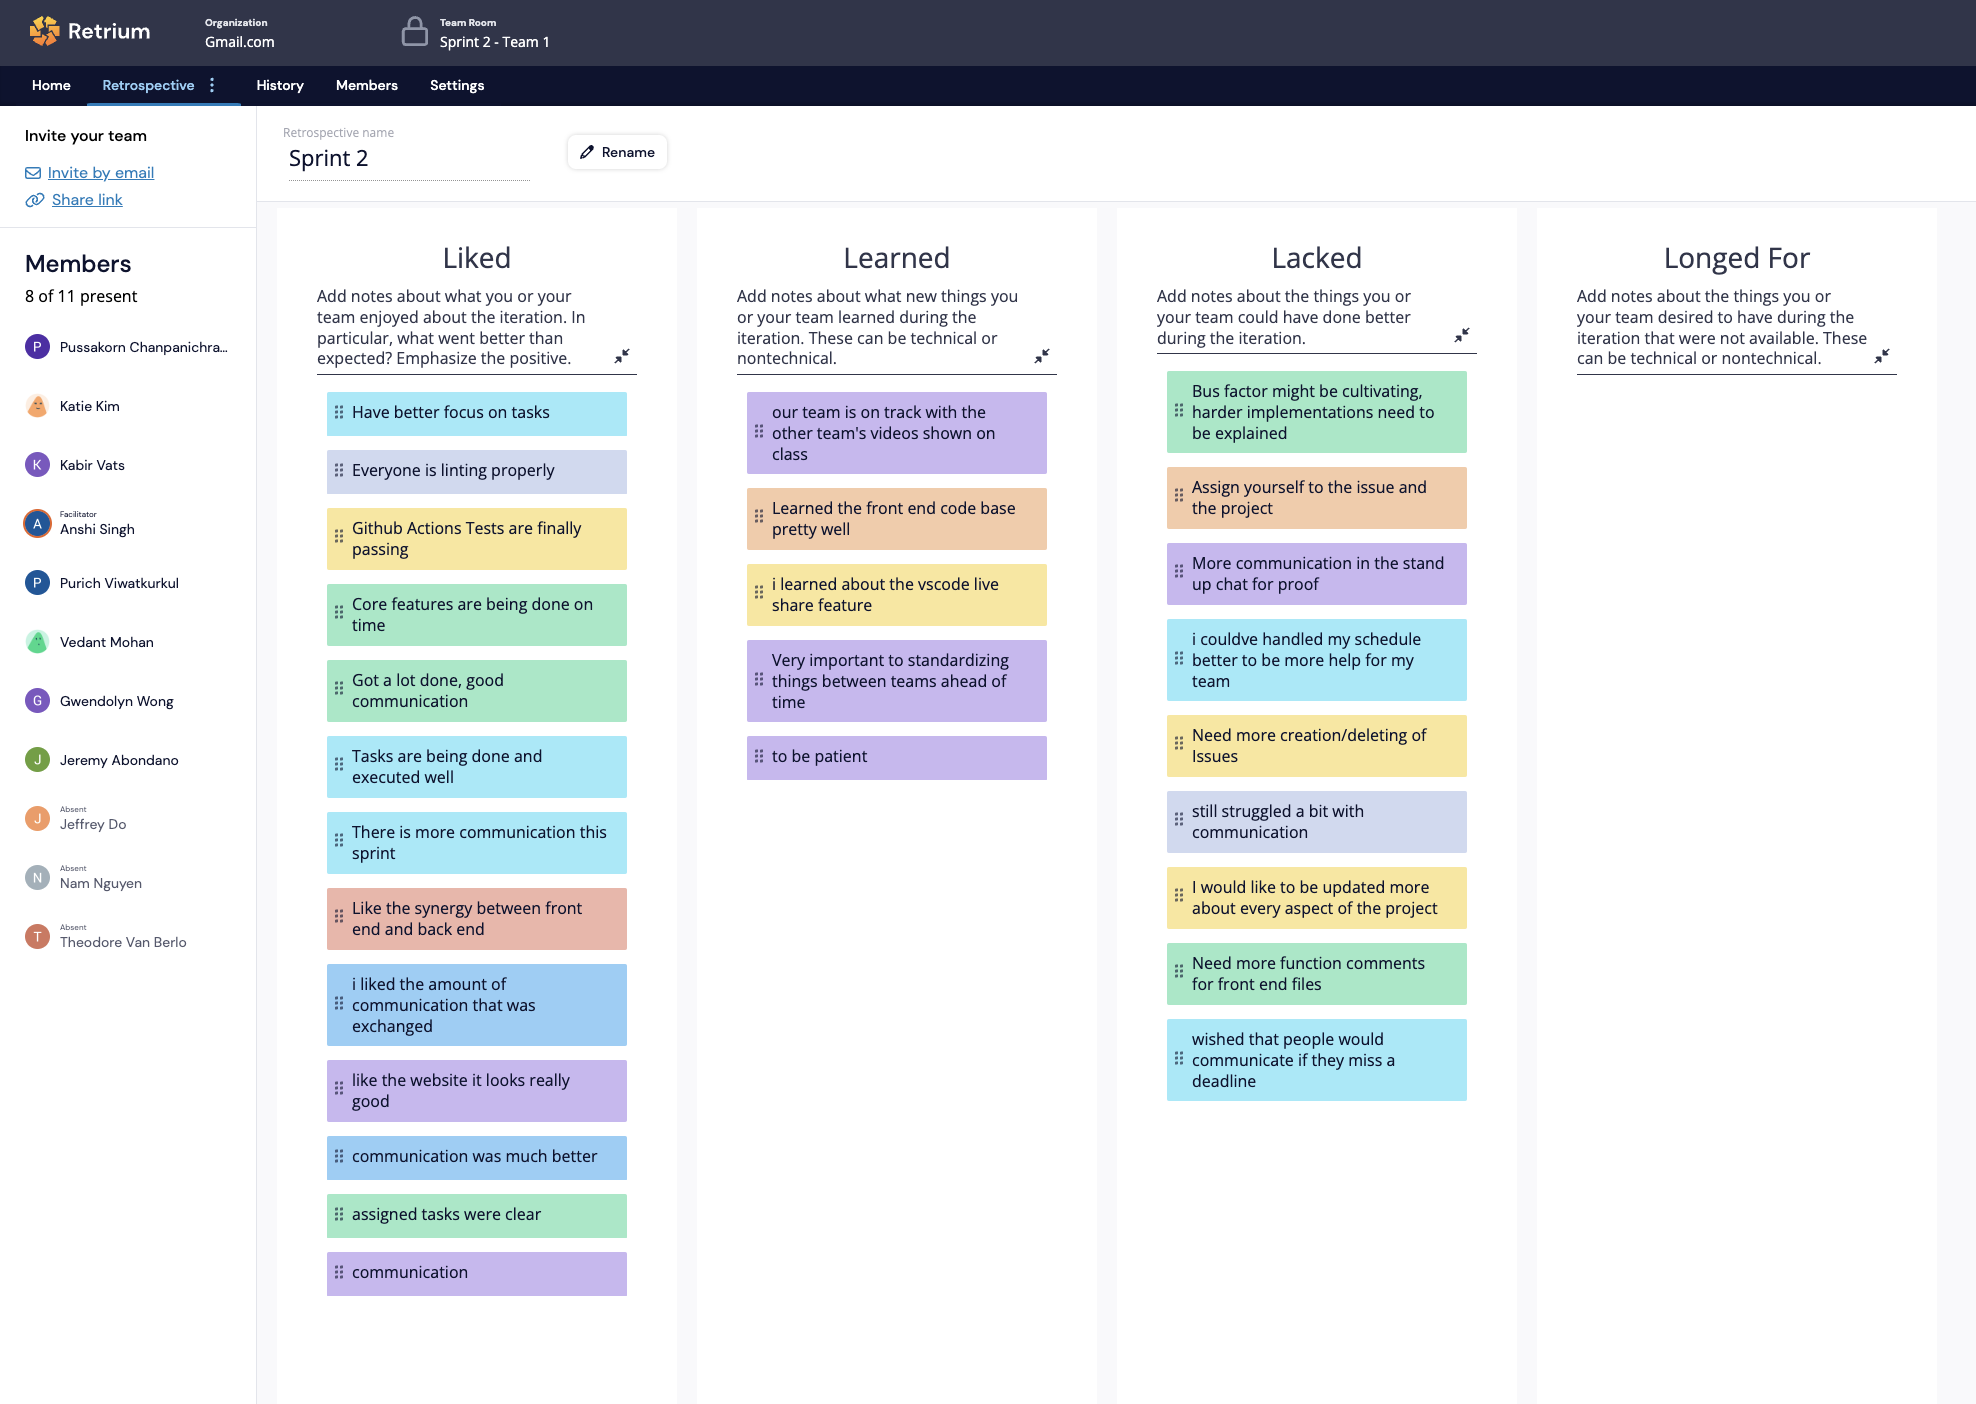 Retrium
Organization
Gmail.com
Team Room
Sprint 2 - Team 1
Home
Retrospective
History
Members
Settings
Invite your team
Invite by email
Share link
Members
8 of 11 present
P
Pussakorn Chanpanichra...
Katie Kim
K
Kabir Vats
A
Facilitator
Anshi Singh
P
Purich Viwatkurkul
Vedant Mohan
G
Gwendolyn Wong
J
Jeremy Abondano
J
Absent
Jeffrey Do
N
Absent
Nam Nguyen
T
Absent
Theodore Van Berlo
Retrospective name
Sprint 2
Rename
Liked
Add notes about what you or your
team enjoyed about the iteration. In
particular, what went better than
expected? Emphasize the positive.
Have better focus on tasks
Everyone is linting properly
Github Actions Tests are finally
passing
Core features are being done on
time
Got a lot done, good
communication
Tasks are being done and
executed well
There is more communication this
sprint
Like the synergy between front
end and back end
i liked the amount of
communication that was
exchanged
like the website it looks really
good
communication was much better
assigned tasks were clear
communication
Learned
Add notes about what new things you
or your team learned during the
iteration. These can be technical or
nontechnical.
our team is on track with the
other team's videos shown on
class
Learned the front end code base
pretty well
i learned about the vscode live
share feature
Very important to standardizing
things between teams ahead of
time
to be patient
Lacked
Add notes about the things you or
your team could have done better
during the iteration.
Bus factor might be cultivating,
harder implementations need to
be explained
Assign yourself to the issue and
the project
More communication in the stand
up chat for proof
i couldve handled my schedule
better to be more help for my
team
Need more creation/deleting of
Issues
still struggled a bit with
communication
I would like to be updated more
about every aspect of the project
Need more function comments
for front end files
wished that people would
communicate if they miss a
deadline
Longed For
Add notes about the things you or
your team desired to have during the
iteration that were not available. These
can be technical or nontechnical.